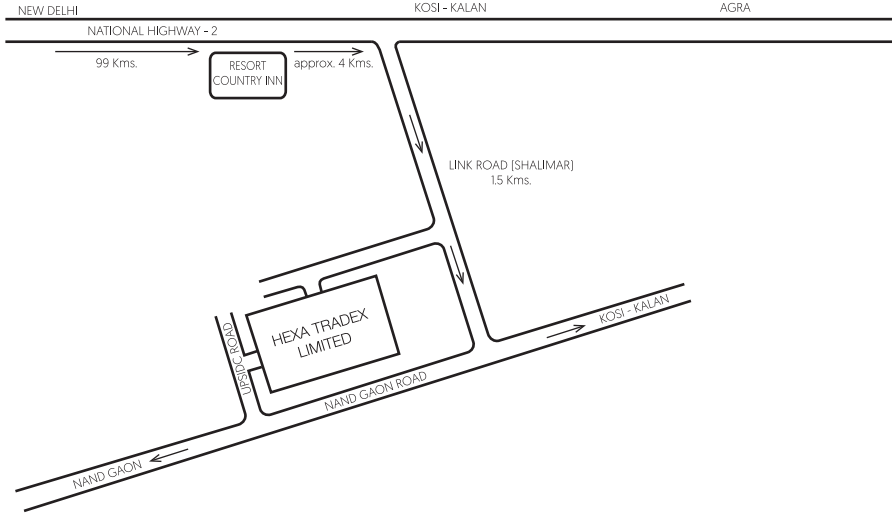 NEW DELHI
KOSI - KALAN
AGRA
NATIONAL HIGHWAY - 2
99 Kms.
RESORT
COUNTRY INN
approx. 4 Kms.
LINK ROAD (SHALIMAR)
1.5 Kms.
HEXA TRADEX
LIMITED
UPSIDC ROAD
KOSI - KALAN
NAND GAON ROAD
NAND GAON